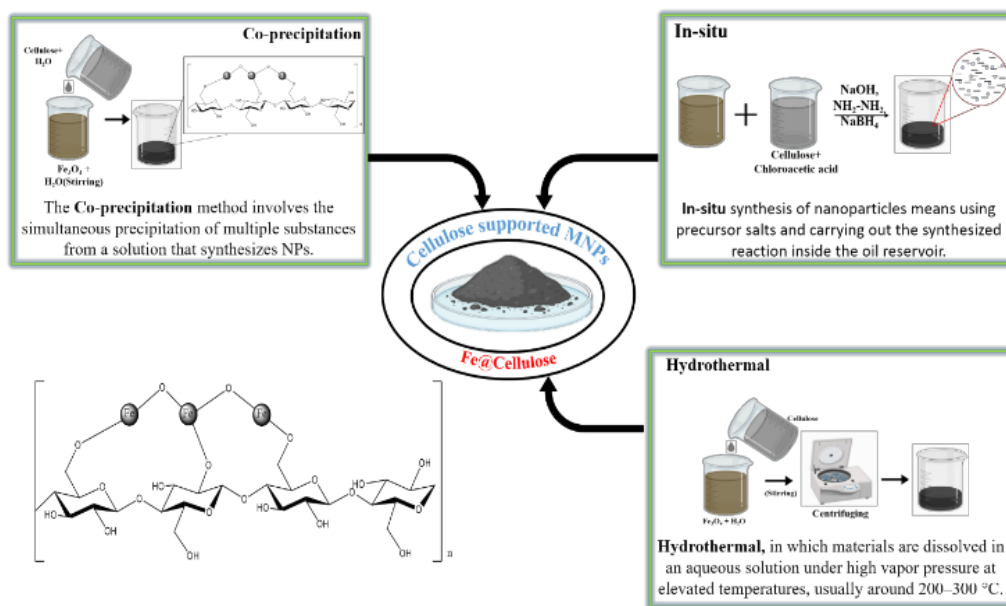 Co-precipitation
Cellulose+
H₂O
Fe₃O₄ +
H₂O(Stirring)
The Co-precipitation method involves the
simultaneous precipitation of multiple substances
from a solution that synthesizes NPs.
In-situ
NaOH,
NH₂-NH₂,
NaBH₄
Cellulose+
Chloroacetic acid
In-situ synthesis of nanoparticles means using
precursor salts and carrying out the synthesized
reaction inside the oil reservoir.
Cellulose supported MNPs
Fe@Cellulose
Fe
Fe
Fe
O
O
O
O
O
O
O
O
O
O
OH
OH
HO
HO
HO
OH
OH
OH
OH
n
Hydrothermal
Cellulose
(Stirring)
Fe₃O₄ + H₂O
Centrifuging
Hydrothermal, in which materials are dissolved in
an aqueous solution under high vapor pressure at
elevated temperatures, usually around 200–300 °C.